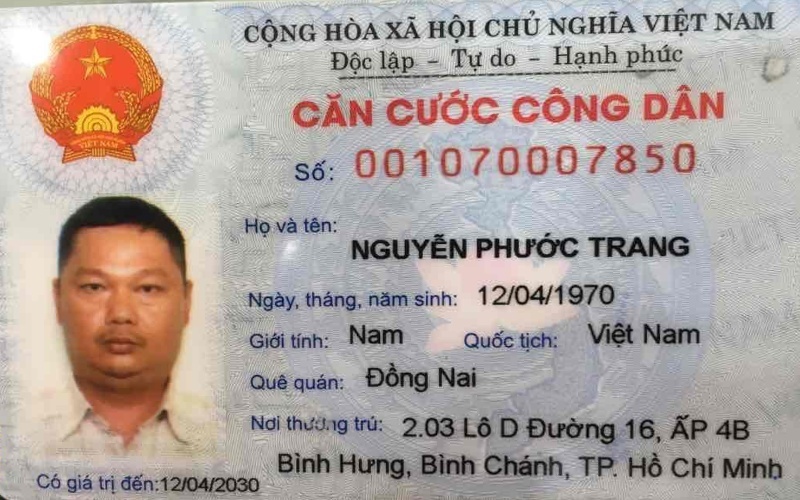 CỘNG HÒA XÃ HỘI CHỦ NGHĨA VIỆT NAM
Độc lập - Tự do - Hạnh phúc
CĂN CƯỚC CÔNG DÂN
Số: 001070007850
Họ và tên:
NGUYỄN PHƯỚC TRANG
Ngày, tháng, năm sinh: 12/04/1970
Giới tính: Nam Quốc tịch: Việt Nam
Quê quán: Đồng Nai
Nơi thường trú: 2.03 Lô D Đường 16, ẤP 4B
Bình Hưng, Bình Chánh, TP. Hồ Chí Minh
Có giá trị đến:12/04/2030
VIỆT NAM